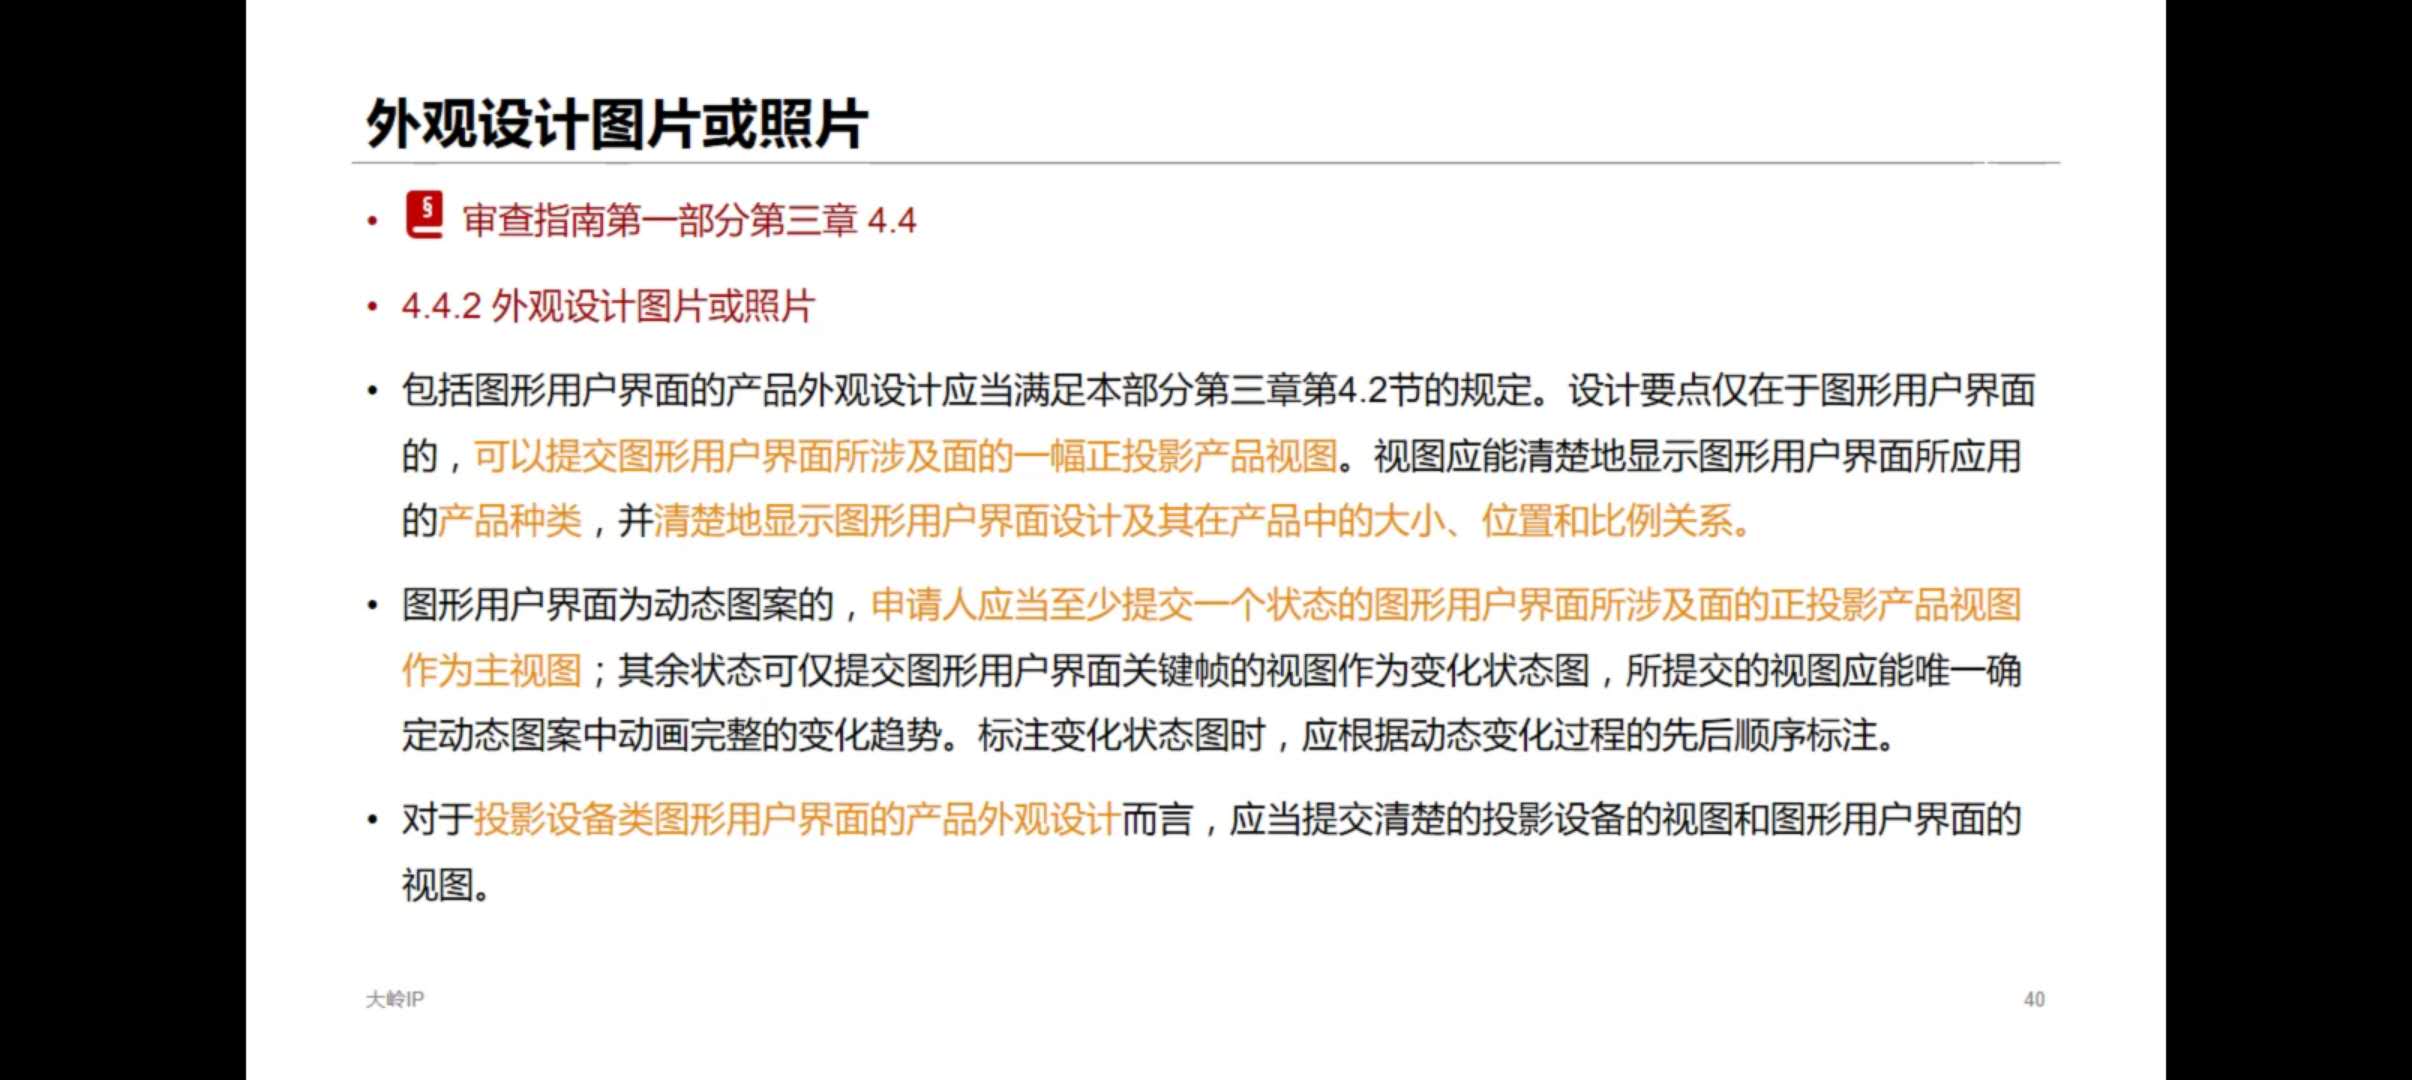 外观设计图片或照片
• § 审查指南第一部分第三章 4.4
• 4.4.2 外观设计图片或照片
• 包括图形用户界面的产品外观设计应当满足本部分第三章第4.2节的规定。设计要点仅在于图形用户界面
的，可以提交图形用户界面所涉及面的一幅正投影产品视图。视图应能清楚地显示图形用户界面所应用
的产品种类，并清楚地显示图形用户界面设计及其在产品中的大小、位置和比例关系。
• 图形用户界面为动态图案的，申请人应当至少提交一个状态的图形用户界面所涉及面的正投影产品视图
作为主视图；其余状态可仅提交图形用户界面关键帧的视图作为变化状态图，所提交的视图应能唯一确
定动态图案中动画完整的变化趋势。标注变化状态图时，应根据动态变化过程的先后顺序标注。
• 对于投影设备类图形用户界面的产品外观设计而言，应当提交清楚的投影设备的视图和图形用户界面的
视图。
大岭IP
40